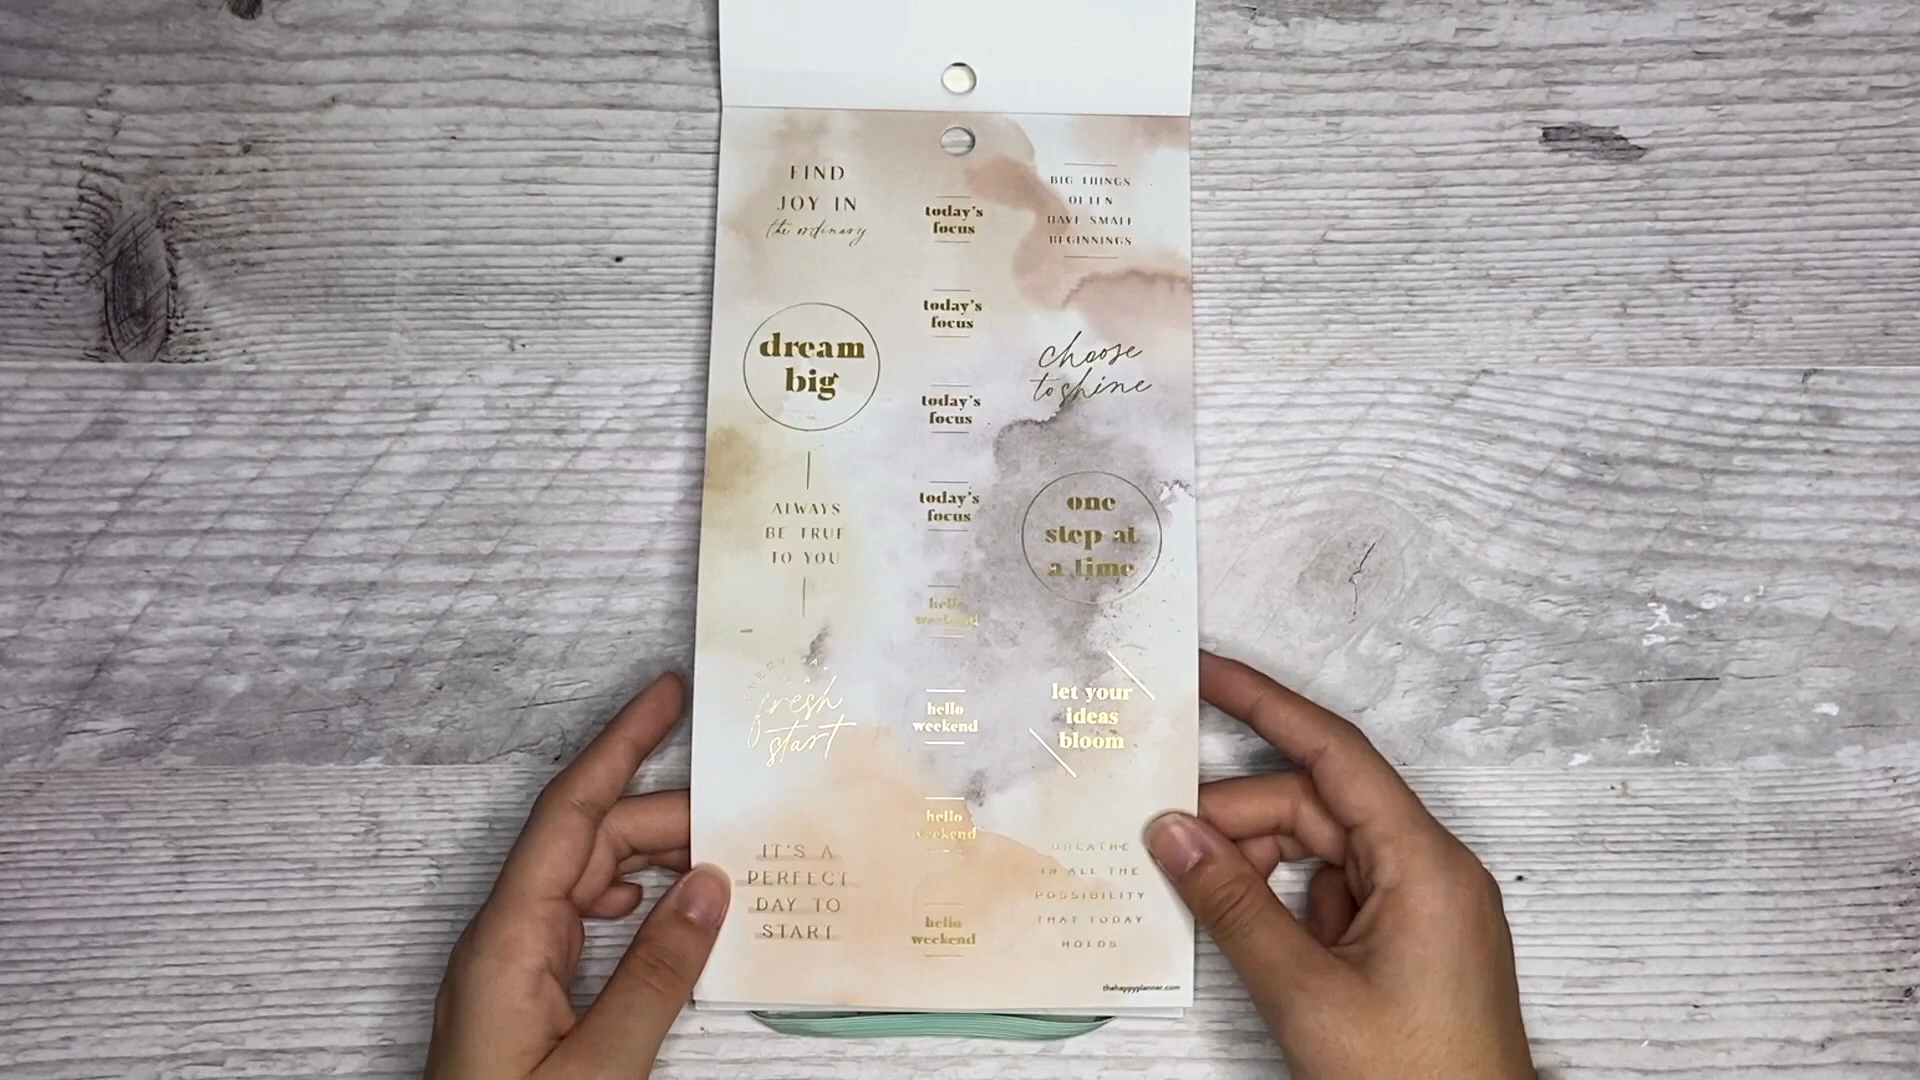 FIND
JOY IN
the ordinary
dream
big
ALWAYS
BE TRUE
TO YOU
EVERY DAY
fresh
start
IT'S A
PERFECT
DAY TO
START
today's
focus
today's
focus
today's
focus
today's
focus
hello
weekend
hello
weekend
hello
weekend
hello
weekend
BIG THINGS
OFTEN
HAVE SMALL
BEGINNINGS
choose
to shine
one
step at
a time
let your
ideas
bloom
BREATHE
IN ALL THE
POSSIBILITY
THAT TODAY
HOLDS
thehappyplanner.com